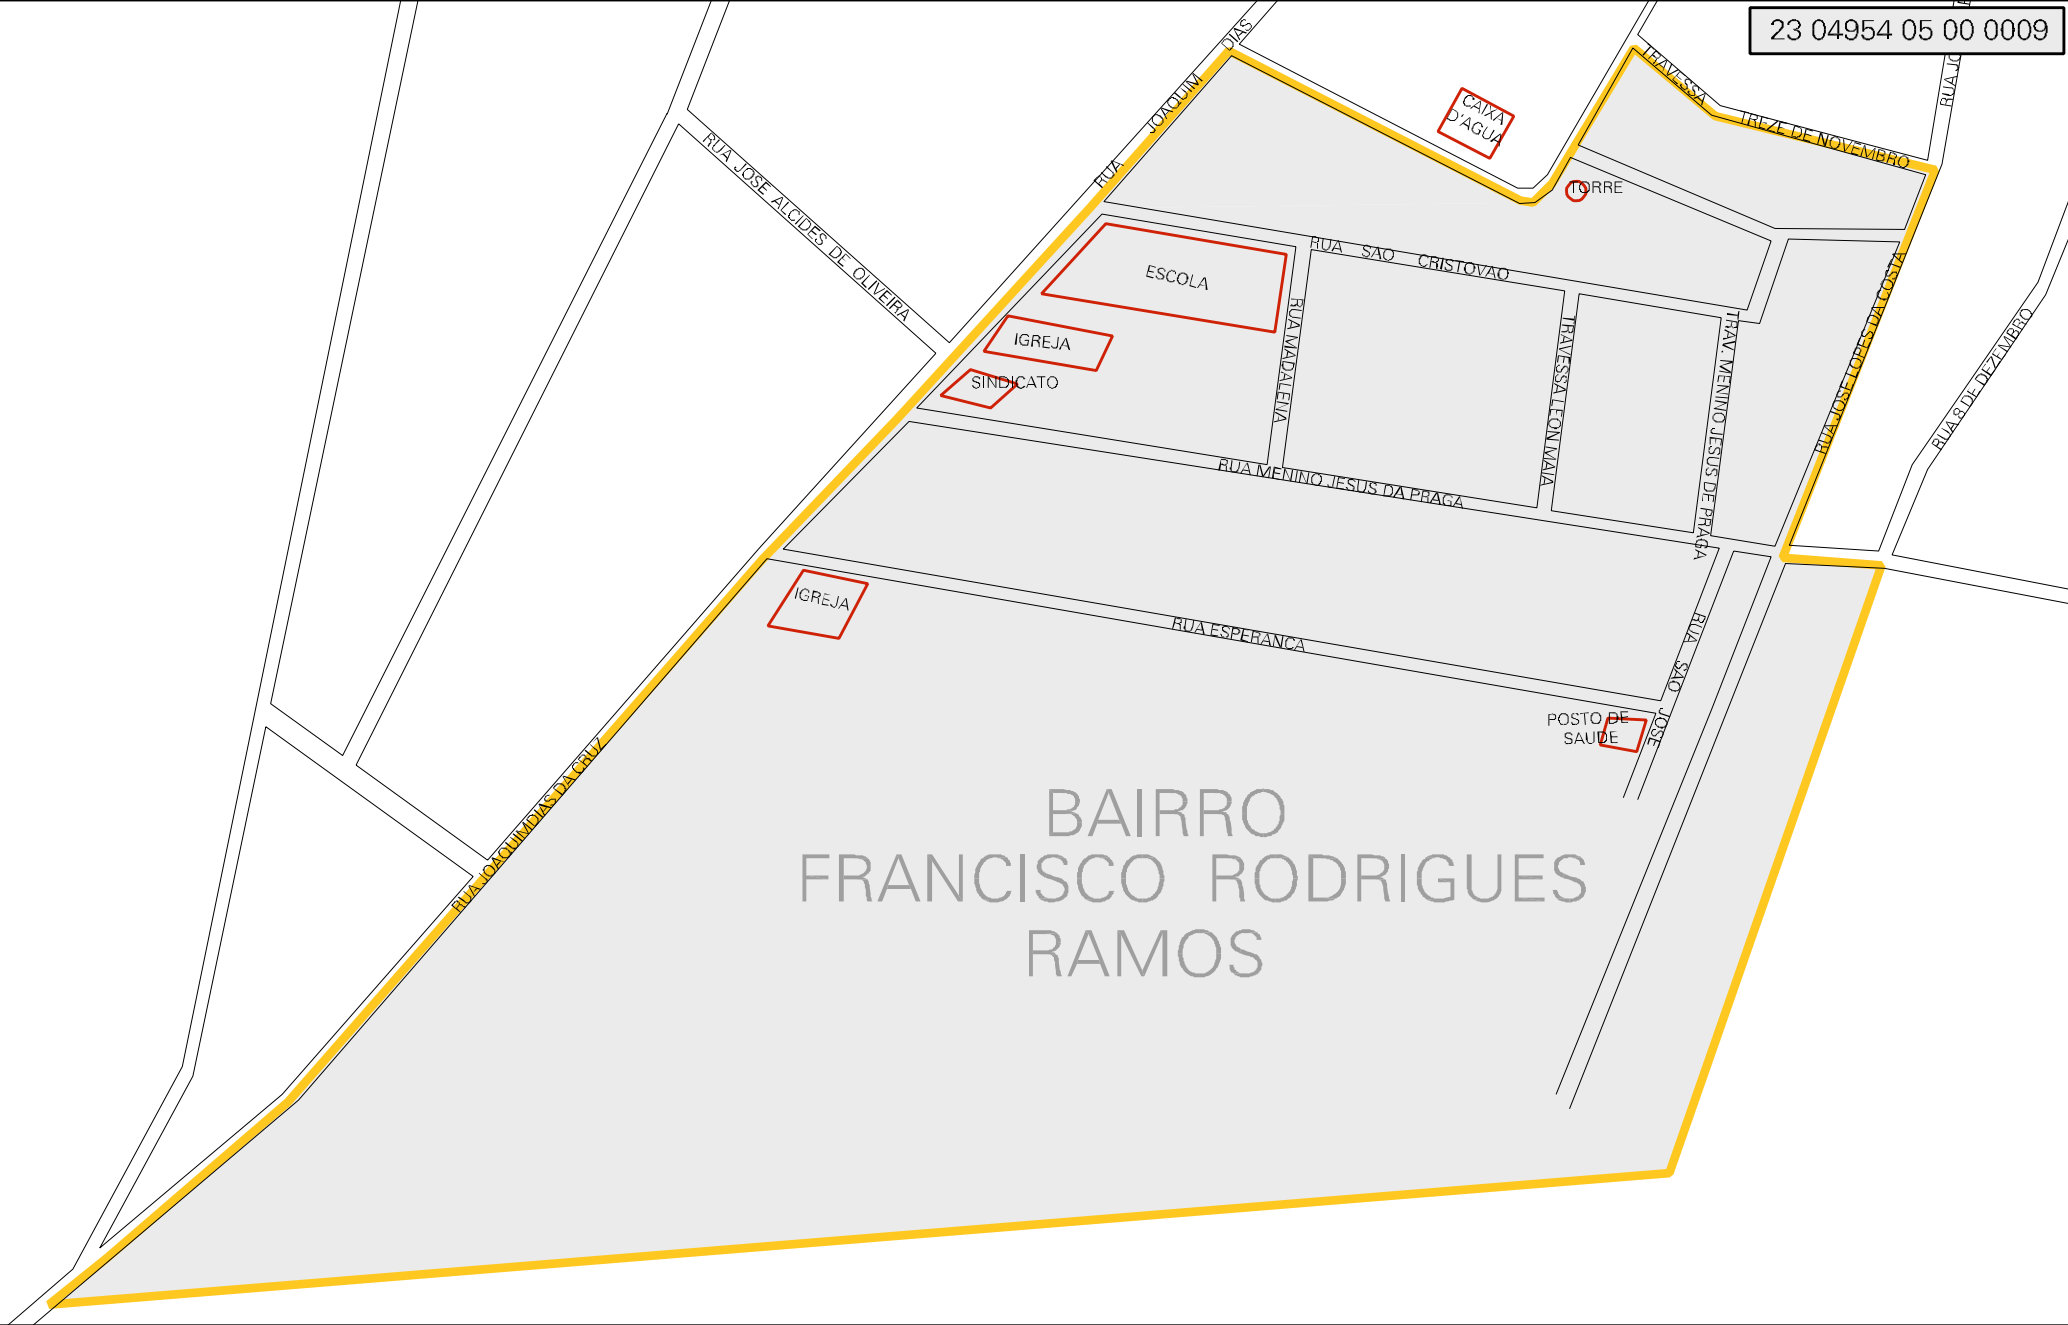 23 04954 05 00 0009
RUA JO
DIAS
JOAQUIM
RUA
TRAVESSA
TREZE DE NOVEMBRO
CAIXA
D'AGUA
TORRE
RUA JOSE ALCIDES DE OLIVEIRA
RUA SAO CRISTOVAO
ESCOLA
IGREJA
SINDICATO
RUA MADALENA
TRAVESSA LEON MAIA
TRAV. MENINO JESUS DE PRAGA
RUA JOSE LOPES DA COSTA
RUA 8 DE DEZEMBRO
RUA MENINO JESUS DA PRAGA
IGREJA
RUA ESPERANCA
RUA SAO JOSE
POSTO DE
SAUDE
RUA JOAQUIMDIAS DA CRUZ
BAIRRO
FRANCISCO RODRIGUES
RAMOS